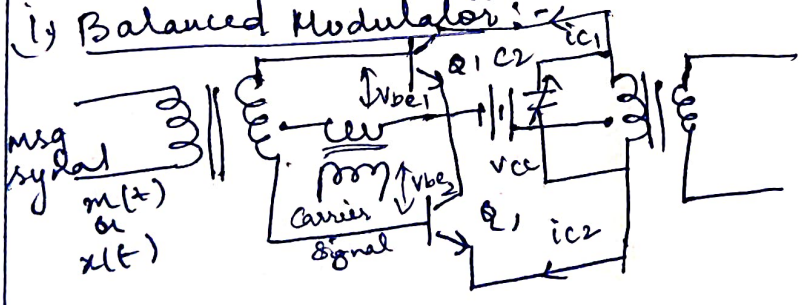 i) Balanced Modulator :-
ic1
Q1
C2
Vbe1
msg
signal
m(t)
or
x(t)
Vcc
Vbe2
Carrier
signal
Q1
ic2